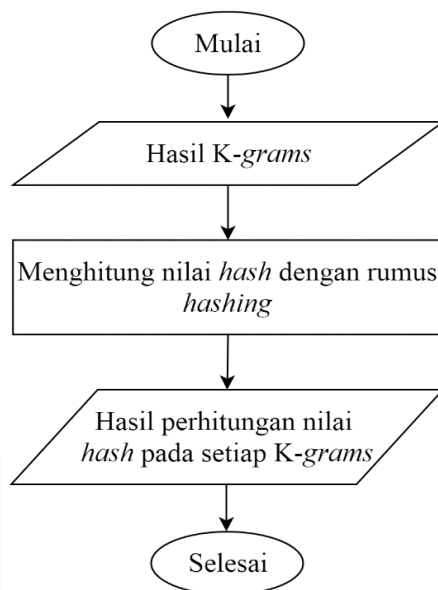 Mulai
Hasil K-grams
Menghitung nilai hash dengan rumus
hashing
Hasil perhitungan nilai
hash pada setiap K-grams
Selesai